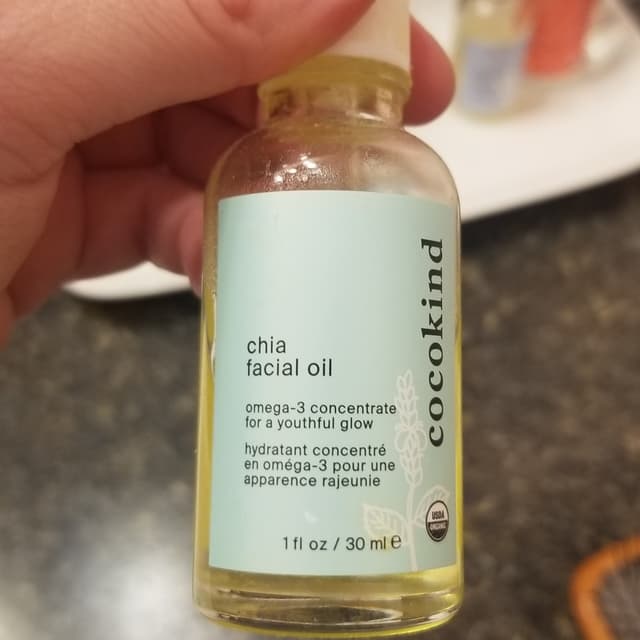 cocokind
chia
facial oil
omega-3 concentrate
for a youthful glow
hydratant concentré
en oméga-3 pour une
apparence rajeunie
1 fl oz / 30 ml ℮
USDA
ORGANIC